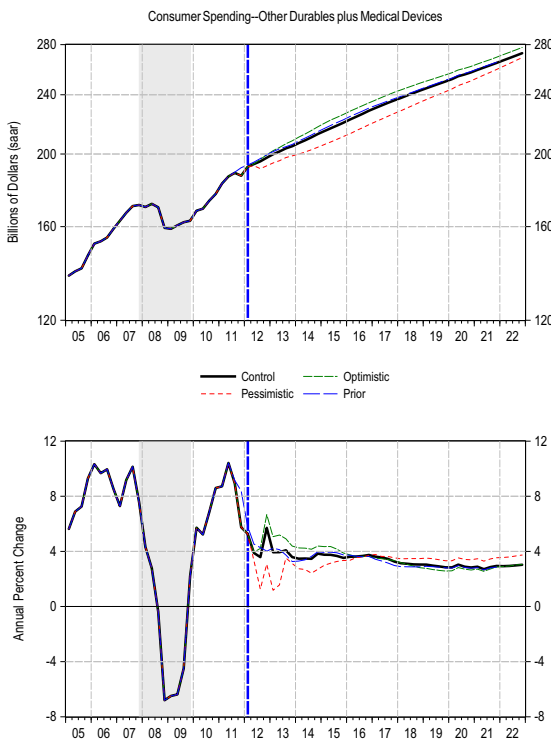 Consumer Spending--Other Durables plus Medical Devices
280 280
240 240
200 200
160 160
120 120
Billions of Dollars (saar)
05 06 07 08 09 10 11 12 13 14 15 16 17 18 19 20 21 22
Control Optimistic
Pessimistic Prior
12 12
8 8
4 4
0 0
-4 -4
-8 -8
Annual Percent Change
05 06 07 08 09 10 11 12 13 14 15 16 17 18 19 20 21 22